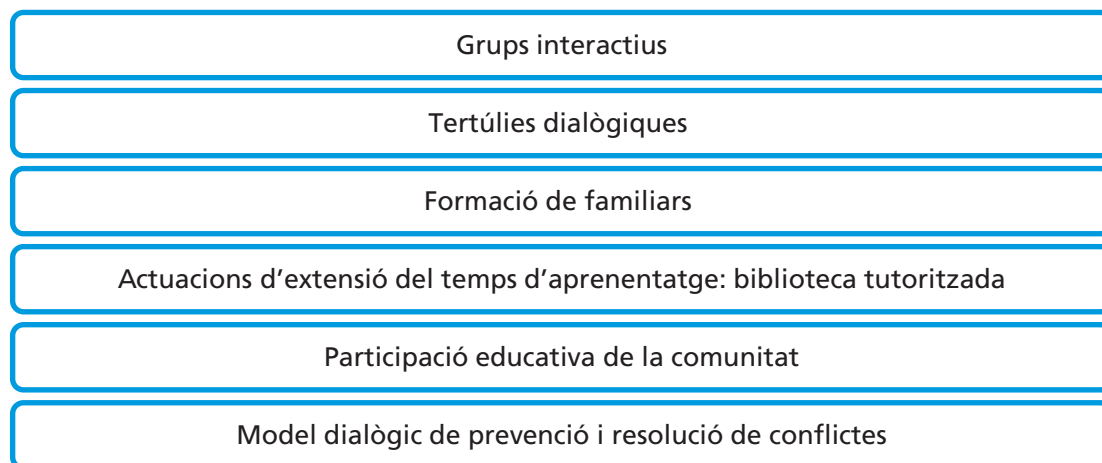 Grups interactius
Tertúlies dialògiques
Formació de familiars
Actuacions d’extensió del temps d’aprenentatge: biblioteca tutoritzada
Participació educativa de la comunitat
Model dialògic de prevenció i resolució de conflictes